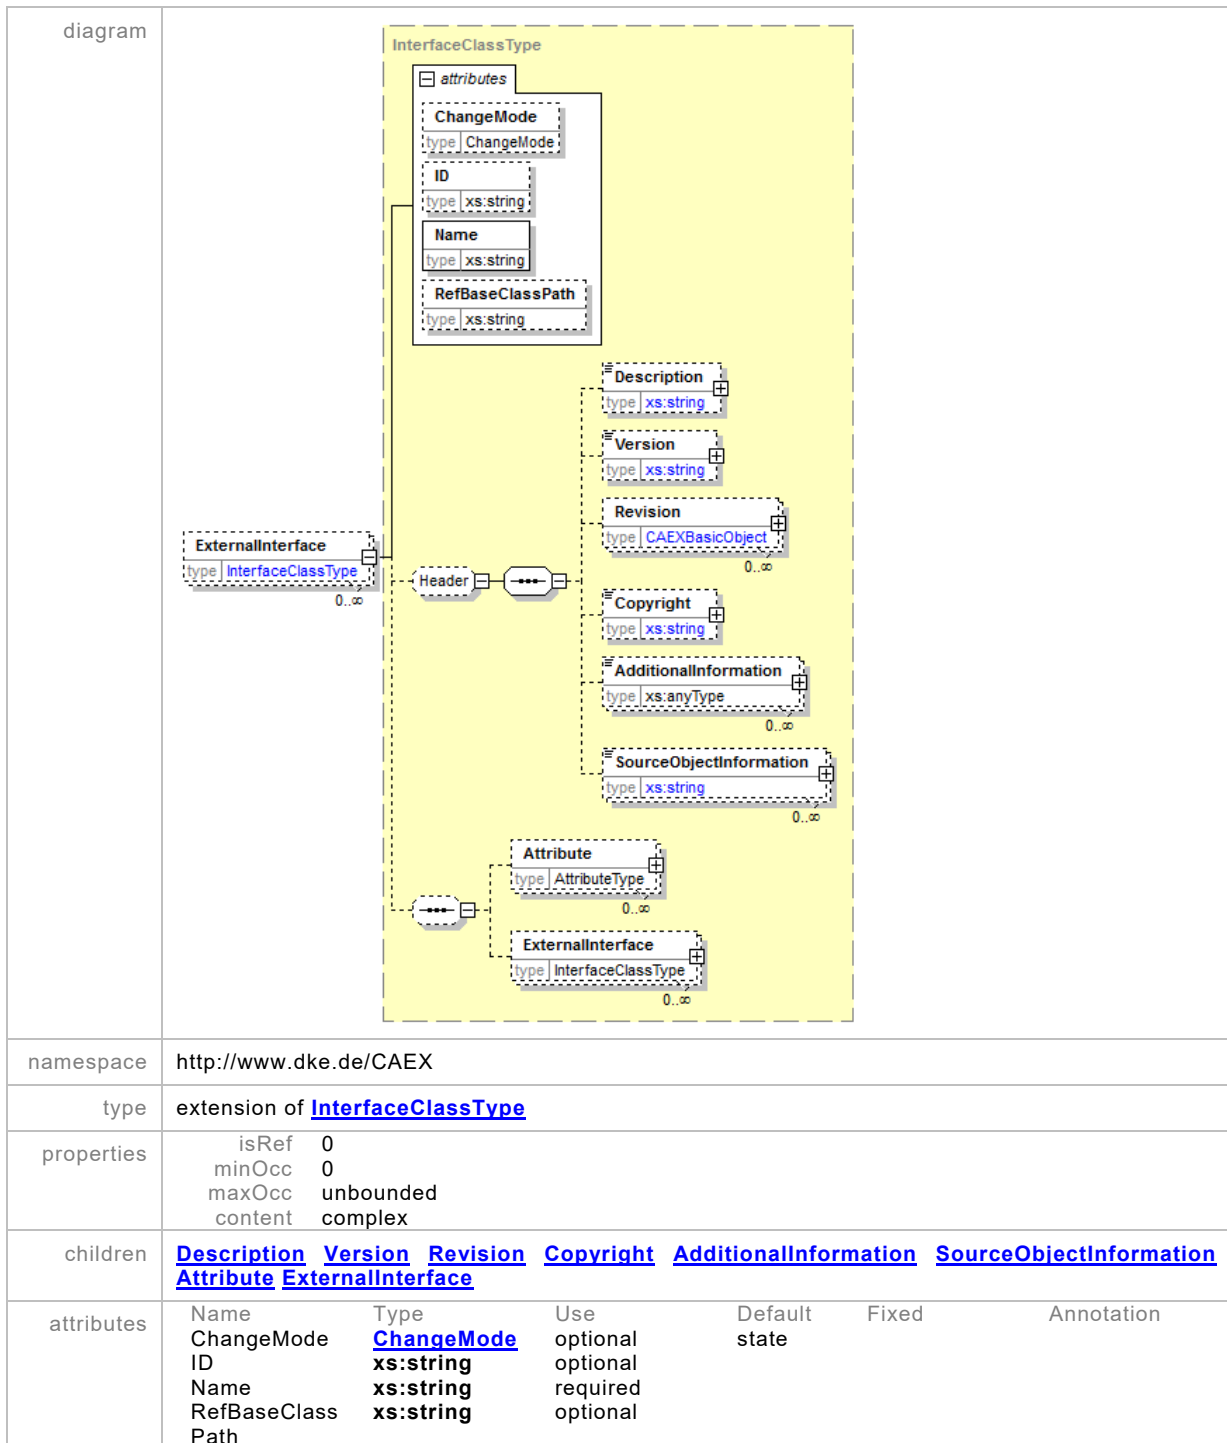 diagram
InterfaceClassType
attributes
ChangeMode
type ChangeMode
ID
type xs:string
Name
type xs:string
RefBaseClassPath
type xs:string
Description
type xs:string
Version
type xs:string
Revision
type CAEXBasicObject
0..∞
ExternalInterface
type InterfaceClassType
0..∞
Header
Copyright
type xs:string
AdditionalInformation
type xs:anyType
0..∞
SourceObjectInformation
type xs:string
0..∞
Attribute
type AttributeType
0..∞
ExternalInterface
type InterfaceClassType
0..∞
namespace http://www.dke.de/CAEX
type extension of InterfaceClassType
properties
isRef 0
minOcc 0
maxOcc unbounded
content complex
children Description Version Revision Copyright AdditionalInformation SourceObjectInformation
Attribute ExternalInterface
attributes
Name Type Use Default Fixed Annotation
ChangeMode ChangeMode optional state
ID xs:string optional
Name xs:string required
RefBaseClass xs:string optional
Path